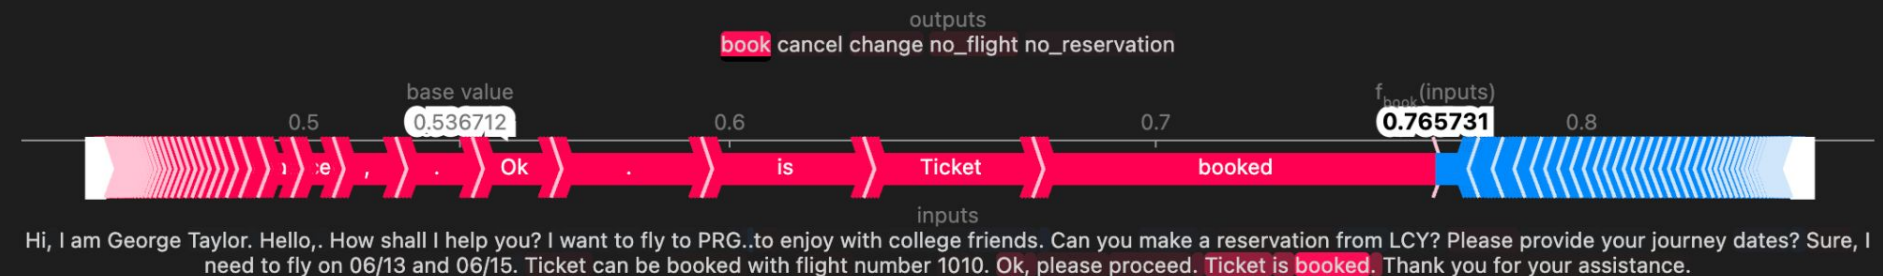 outputs
book cancel change no_flight no_reservation
base value
f book (inputs)
0.5 0.536712 0.6 0.7 0.765731 0.8
, . Ok . is Ticket booked
inputs
Hi, I am George Taylor. Hello,. How shall I help you? I want to fly to PRG..to enjoy with college friends. Can you make a reservation from LCY? Please provide your journey dates? Sure, I
need to fly on 06/13 and 06/15. Ticket can be booked with flight number 1010. Ok, please proceed. Ticket is booked. Thank you for your assistance.